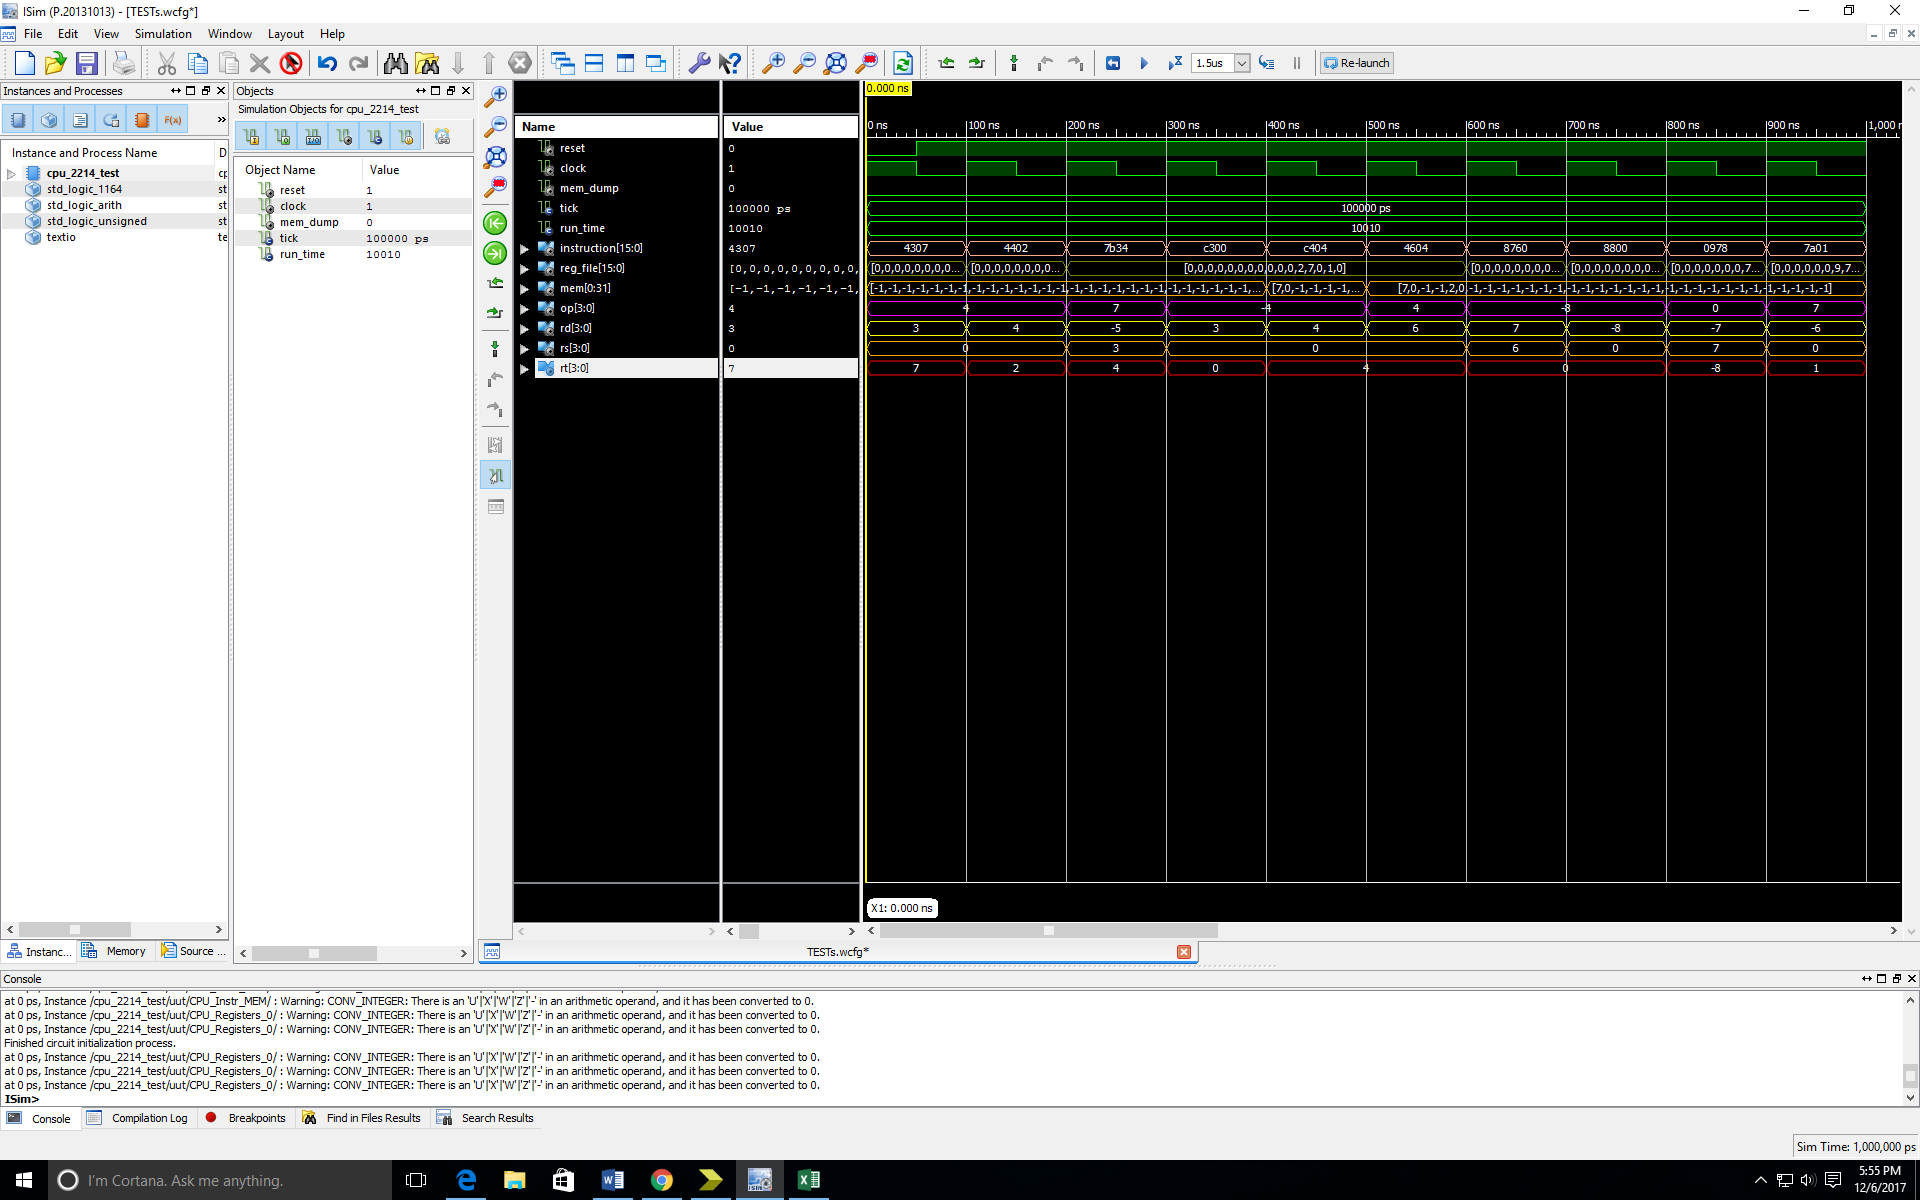 ISim (P.20131013) - [TESTs.wcfg*]
File Edit View Simulation Window Layout Help
1.5us Re-launch
Instances and Processes
F(x) »
Instance and Process Name D
cpu_2214_test cp
std_logic_1164 st
std_logic_arith st
std_logic_unsigned st
textio te
Instanc... Memory Source ...
Objects
Simulation Objects for cpu_2214_test
Object Name Value
reset 1
clock 1
mem_dump 0
tick 100000 ps
run_time 10010
0.000 ns
Name Value 0 ns 100 ns 200 ns 300 ns 400 ns 500 ns 600 ns 700 ns 800 ns 900 ns 1,000 n
reset 0
clock 1
mem_dump 0
tick 100000 ps 100000 ps
run_time 10010 10010
instruction[15:0] 4307 4307 4402 7b34 c300 c404 4604 8760 8800 0978 7a01
reg_file[15:0] [0,0,0,0,0,0,0,0,0, [0,0,0,0,0,0,0... [0,0,0,0,0,0,0... [0,0,0,0,0,0,0,0,0,0,0,2,7,0,1,0] [0,0,0,0,0,0,0... [0,0,0,0,0,0,0... [0,0,0,0,0,0,7... [0,0,0,0,0,9,7...
mem[0:31] [-1,-1,-1,-1,-1,-1, [-1,-1,-1,-1,-1,-1,-1,-1,-1,-1,-1,-1,-1,-1,-1,-1,-1,-1,-1,-1,-1,-1,-1,-1,-1,-1,... [7,0,-1,-1,-1,-1,... [7,0,-1,-1,2,0,-1,-1,-1,-1,-1,-1,-1,-1,-1,-1,-1,-1,-1,-1,-1,-1,-1,-1,-1,-1,-1,-1,-1,-1,-1,-1]
op[3:0] 4 4 7 -4 4 -8 0 7
rd[3:0] 3 3 4 -5 3 4 6 7 -8 -7 -6
rs[3:0] 0 0 3 0 6 0 7 0
rt[3:0] 7 7 2 4 0 4 0 -8 1
X1: 0.000 ns
TESTs.wcfg*
Console
at 0 ps, Instance /cpu_2214_test/uut/CPU_Instr_MEM/ : Warning: CONV_INTEGER: There is an 'U'|'X'|'W'|'Z'|'-' in an arithmetic operand, and it has been converted to 0.
at 0 ps, Instance /cpu_2214_test/uut/CPU_Registers_0/ : Warning: CONV_INTEGER: There is an 'U'|'X'|'W'|'Z'|'-' in an arithmetic operand, and it has been converted to 0.
at 0 ps, Instance /cpu_2214_test/uut/CPU_Registers_0/ : Warning: CONV_INTEGER: There is an 'U'|'X'|'W'|'Z'|'-' in an arithmetic operand, and it has been converted to 0.
Finished circuit initialization process.
at 0 ps, Instance /cpu_2214_test/uut/CPU_Registers_0/ : Warning: CONV_INTEGER: There is an 'U'|'X'|'W'|'Z'|'-' in an arithmetic operand, and it has been converted to 0.
at 0 ps, Instance /cpu_2214_test/uut/CPU_Registers_0/ : Warning: CONV_INTEGER: There is an 'U'|'X'|'W'|'Z'|'-' in an arithmetic operand, and it has been converted to 0.
at 0 ps, Instance /cpu_2214_test/uut/CPU_Registers_0/ : Warning: CONV_INTEGER: There is an 'U'|'X'|'W'|'Z'|'-' in an arithmetic operand, and it has been converted to 0.
ISim>
Console Compilation Log Breakpoints Find in Files Results Search Results
Sim Time: 1,000,000 ps
I'm Cortana. Ask me anything.
5:55 PM
12/6/2017